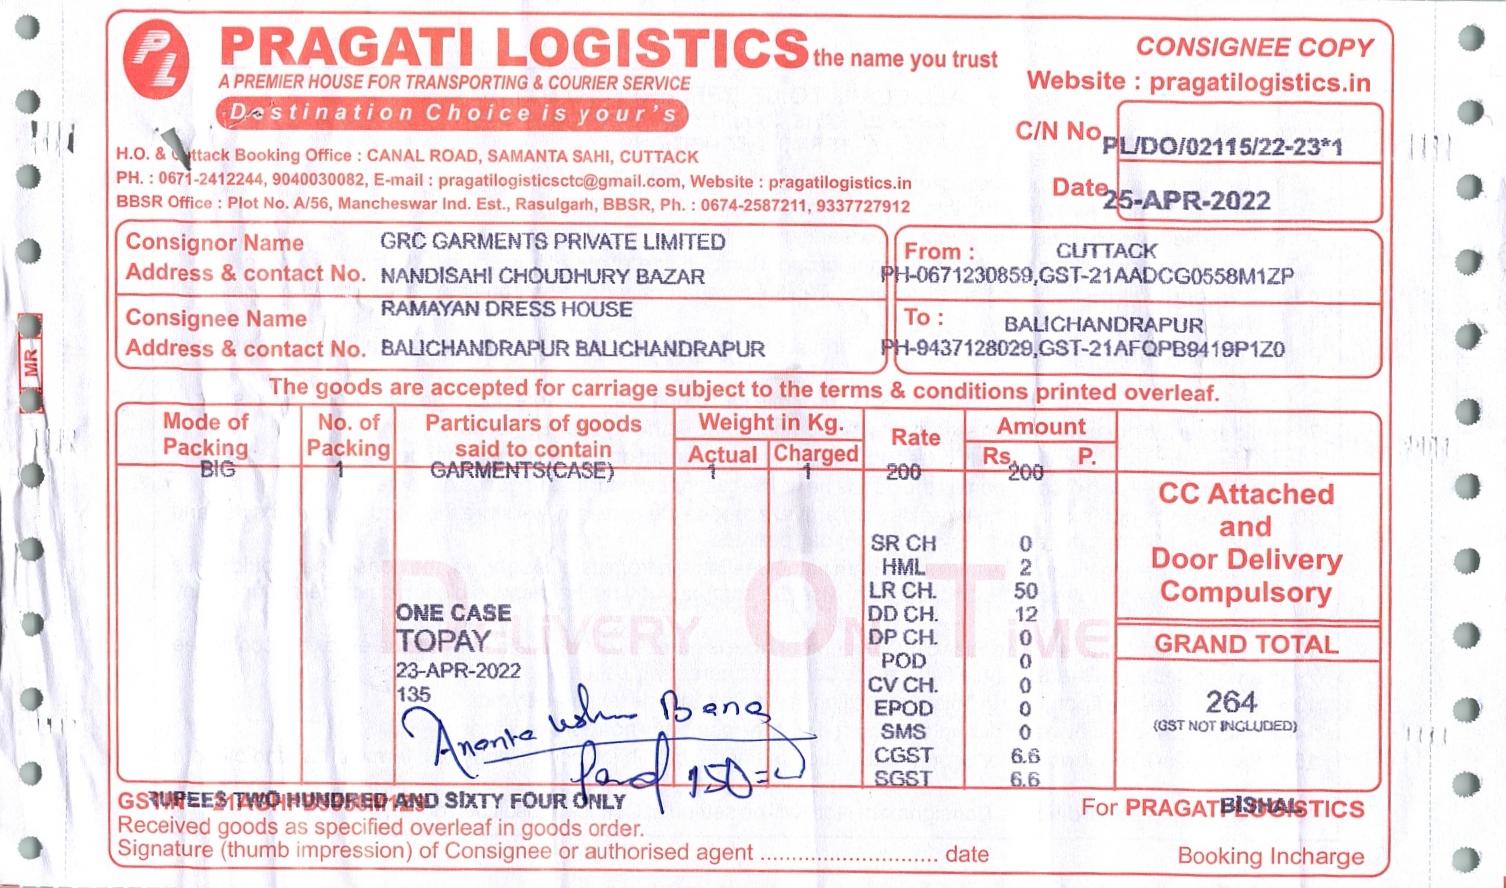 PL
PRAGATI LOGISTICS the name you trust
A PREMIER HOUSE FOR TRANSPORTING & COURIER SERVICE
Destination Choice is your's
CONSIGNEE COPY
Website : pragatilogistics.in
C/N No. PL/DO/02115/22-23*1
Date 25-APR-2022
H.O. & Cuttack Booking Office : CANAL ROAD, SAMANTA SAHI, CUTTACK
PH. : 0671-2412244, 9040030082, E-mail : pragatilogisticsctc@gmail.com, Website : pragatilogistics.in
BBSR Office : Plot No. A/56, Mancheswar Ind. Est., Rasulgarh, BBSR, Ph. : 0674-2587211, 9337727912
Consignor Name GRC GARMENTS PRIVATE LIMITED
Address & contact No. NANDISAHI CHOUDHURY BAZAR
From : CUTTACK
PH-0671230859,GST-21AADCG0558M1ZP
Consignee Name RAMAYAN DRESS HOUSE
Address & contact No. BALICHANDRAPUR BALICHANDRAPUR
To : BALICHANDRAPUR
PH-9437128029,GST-21AFQPB9419P1Z0
MR
The goods are accepted for carriage subject to the terms & conditions printed overleaf.
Mode of Packing No. of Packing Particulars of goods said to contain Weight in Kg. Actual Charged Rate Amount Rs. P.
BIG 1 GARMENTS(CASE) 1 1 200 200
CC Attached
and
Door Delivery
Compulsory
GRAND TOTAL
264
(GST NOT INCLUDED)
SR CH 0
HML 2
LR CH. 50
DD CH. 12
DP CH. 0
POD 0
CV CH. 0
EPOD 0
SMS 0
CGST 6.6
SGST 6.6
DELIVERY ON TIME
ONE CASE
TOPAY
23-APR-2022
135
Bana
150=
RUPEES TWO HUNDRED AND SIXTY FOUR ONLY
For PRAGATI LOGISTICS
BISHAL
Received goods as specified overleaf in goods order.
Signature (thumb impression) of Consignee or authorised agent ............................ date
Booking Incharge